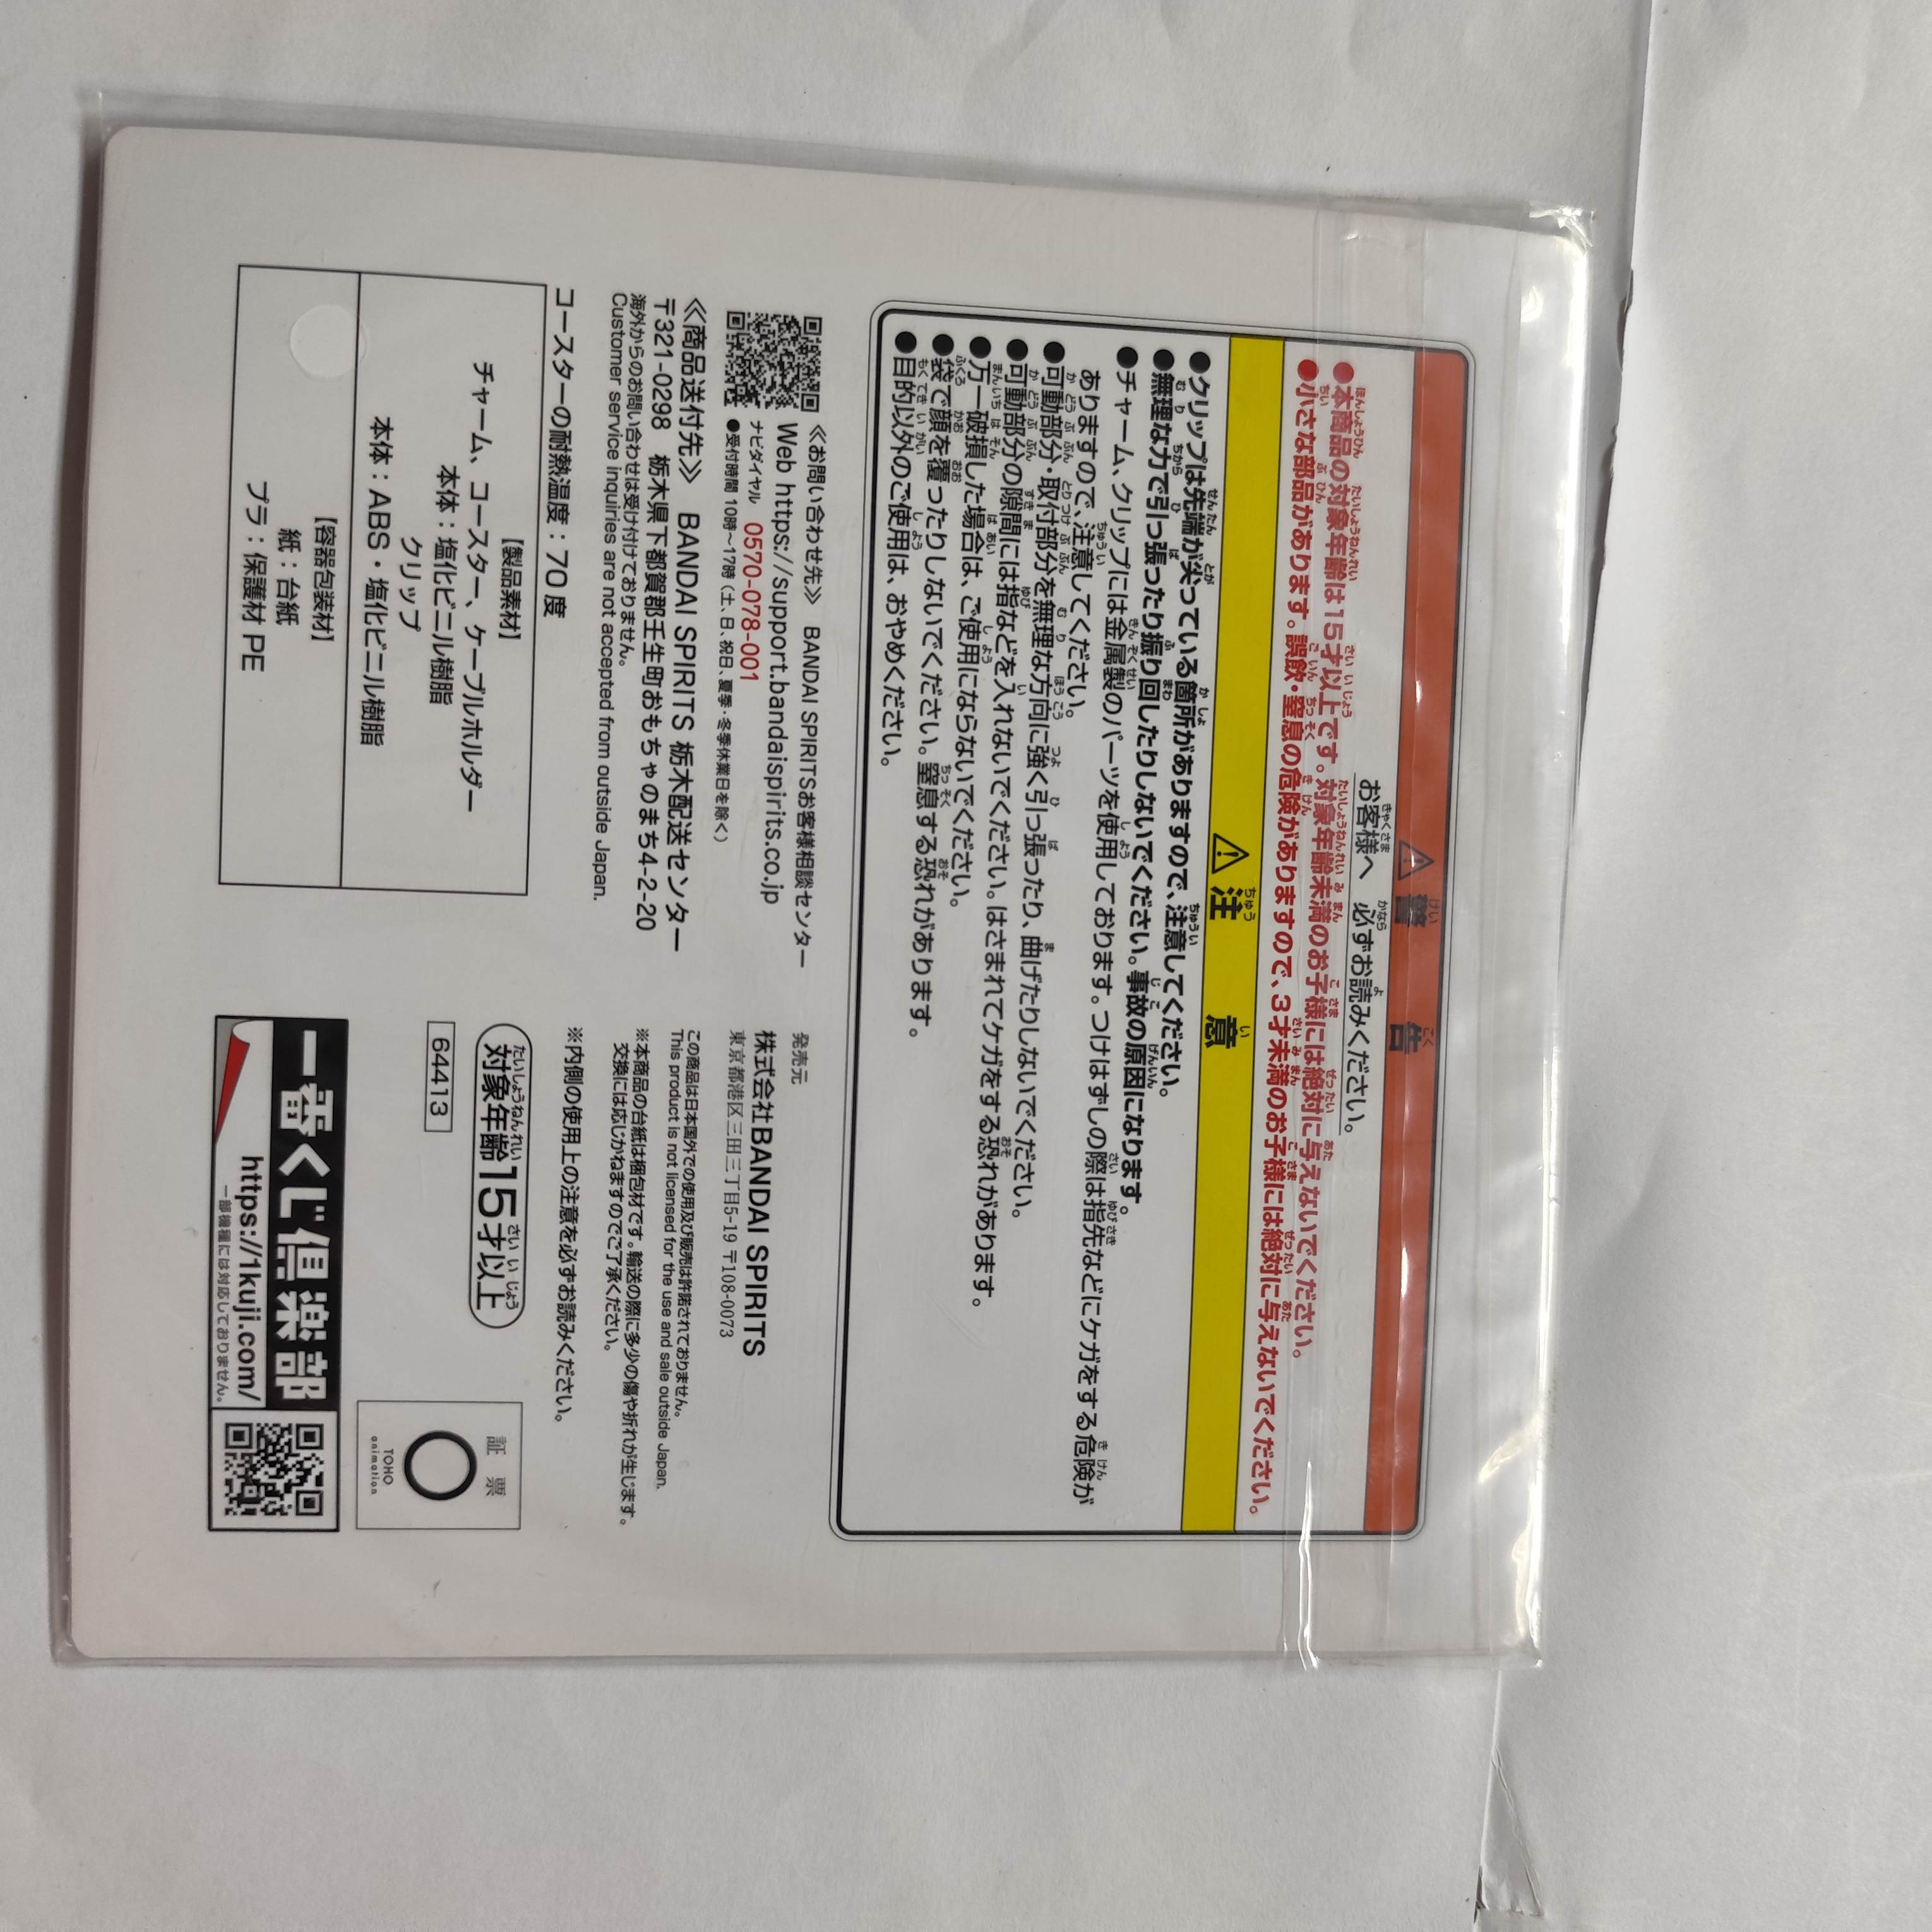 警告
お客様へ 必ずお読みください。
●本商品の対象年齢は15才以上です。対象年齢未満のお子様には絶対に与えないでください。
●小さな部品があります。誤飲・窒息の危険がありますので、3才未満のお子様には絶対に与えないでください。
注意
●クリップは先端が尖っている箇所がありますので、注意してください。
●無理な力で引っ張ったり振り回したりしないでください。事故の原因になります。
●チャーム、クリップには金属製のパーツを使用しております。つけはずしの際は指先などにケガをする危険が
ありますので、注意してください。
●可動部分・取付部分を無理な方向に強く引っ張ったり、曲げたりしないでください。
●可動部分の隙間には指などを入れないでください。はさまれてケガをする恐れがあります。
●万一破損した場合は、ご使用にならないでください。
●袋で顔を覆ったりしないでください。窒息する恐れがあります。
●目的以外のご使用は、おやめください。
≪お問い合わせ先≫ BANDAI SPIRITSお客様相談センター
Web https://support.bandaispirits.co.jp
ナビダイヤル 0570-078-001
●受付時間 10時～17時(土、日、祝日、夏季・冬季休業日を除く)
≪商品送付先≫ BANDAI SPIRITS 栃木配送センター
〒321-0298 栃木県下都賀郡壬生町おもちゃのまち4-2-20
海外からのお問い合わせは受け付けておりません。
Customer service inquiries are not accepted from outside Japan.
コースターの耐熱温度：70度
【製品素材】
チャーム、コースター、ケーブルホルダー
本体：塩化ビニル樹脂
クリップ
本体：ABS・塩化ビニル樹脂
【容器包装材】
紙：台紙
プラ：保護材 PE
発売元
株式会社BANDAI SPIRITS
東京都港区三田三丁目5-19 〒108-0073
この商品は日本国外での使用及び販売は許諾されておりません。
This product is not licensed for the use and sale outside Japan.
※本商品の台紙は梱包材です。輸送の際に多少の傷や折れが生じます。
交換には応じかねますのでご了承ください。
※内側の使用上の注意を必ずお読みください。
対象年齢15才以上
64413
証票
TOHO
animation
一番くじ倶楽部
https://1kuji.com/
一部機種には対応しておりません。